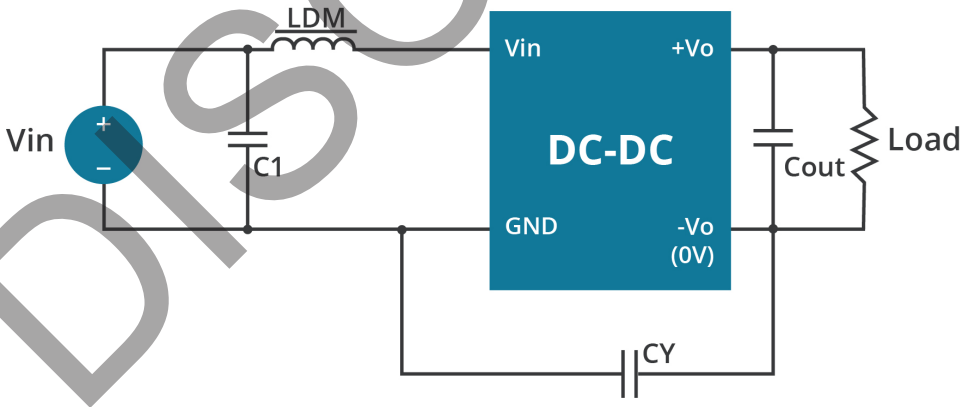 LDM
Vin
+Vo
Vin
+
−
C1
DC-DC
Cout
Load
GND
-Vo
(0V)
CY
DISC